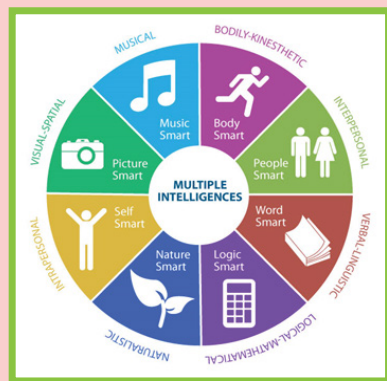 MUSICAL
BODILY-KINESTHETIC
INTERPERSONAL
VERBAL-LINGUISTIC
LOGICAL-MATHEMATICAL
NATURALISTIC
INTRAPERSONAL
VISUAL-SPATIAL
Music
Smart
Body
Smart
People
Smart
Word
Smart
Logic
Smart
Nature
Smart
Self
Smart
Picture
Smart
MULTIPLE
INTELLIGENCES